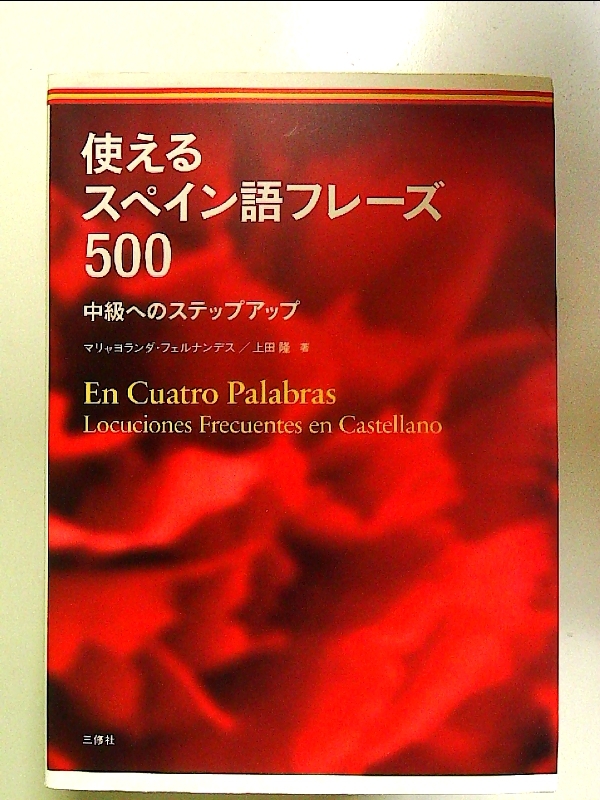 使える
スペイン語フレーズ
500
中級へのステップアップ
マリャヨランダ・フェルナンデス／上田 隆 著
En Cuatro Palabras
Locuciones Frecuentes en Castellano
三修社